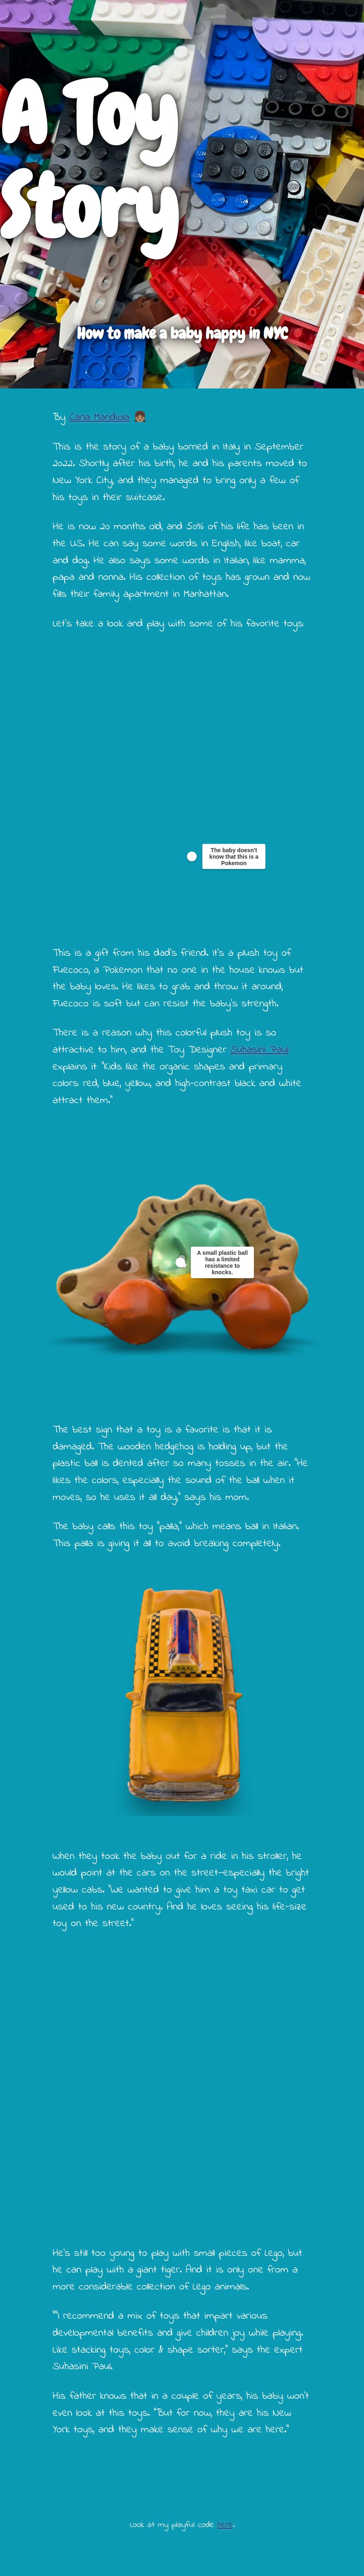 A Toy
Story
How to make a baby happy in NYC
By Carla Mandiola 👧🏽
This is the story of a baby borned in Italy in September
2022. Shortly after his birth, he and his parents moved to
New York City, and they managed to bring only a few of
his toys in their suitcase.
He is now 20 months old, and 50% of his life has been in
the U.S. He can say some words in English, like boat, car
and dog. He also says some words in Italian, like mamma,
papa and nonna. His collection of toys has grown and now
fills their family apartment in Manhattan.
Let's take a look and play with some of his favorite toys:
The baby doesn't
know that this is a
Pokemon
This is a gift from his dad's friend. It's a plush toy of
Fuecoco, a Pokemon that no one in the house knows but
the baby loves. He likes to grab and throw it around;
Fuecoco is soft but can resist the baby's strength.
There is a reason why this colorful plush toy is so
attractive to him, and the Toy Designer Suhasini Paul
explains it "Kids like the organic shapes and primary
colors: red, blue, yellow, and high-contrast black and white
attract them."
A small plastic ball
has a limited
resistance to
knocks.
The best sign that a toy is a favorite is that it is
damaged. The wooden hedgehog is holding up, but the
plastic ball is dented after so many tosses in the air. "He
likes the colors, especially the sound of the ball when it
moves, so he uses it all day," says his mom.
The baby calls this toy "palla," which means ball in Italian.
This palla is giving it all to avoid breaking completely.
TAXI
When they took the baby out for a ride in his stroller, he
would point at the cars on the street—especially the bright
yellow cabs. "We wanted to give him a toy taxi car to get
used to his new country. And he loves seeing his life-size
toy on the street."
He's still too young to play with small pieces of Lego, but
he can play with a giant tiger. And it is only one from a
more considerable collection of Lego animals.
"I recommend a mix of toys that impart various
developmental benefits and give children joy while playing.
Like stacking toys, color & shape sorter," says the expert
Suhasini Paul.
His father knows that in a couple of years, his baby won't
even look at this toys. "But for now, they are his New
York toys, and they make sense of why we are here."
Look at my playful code here.